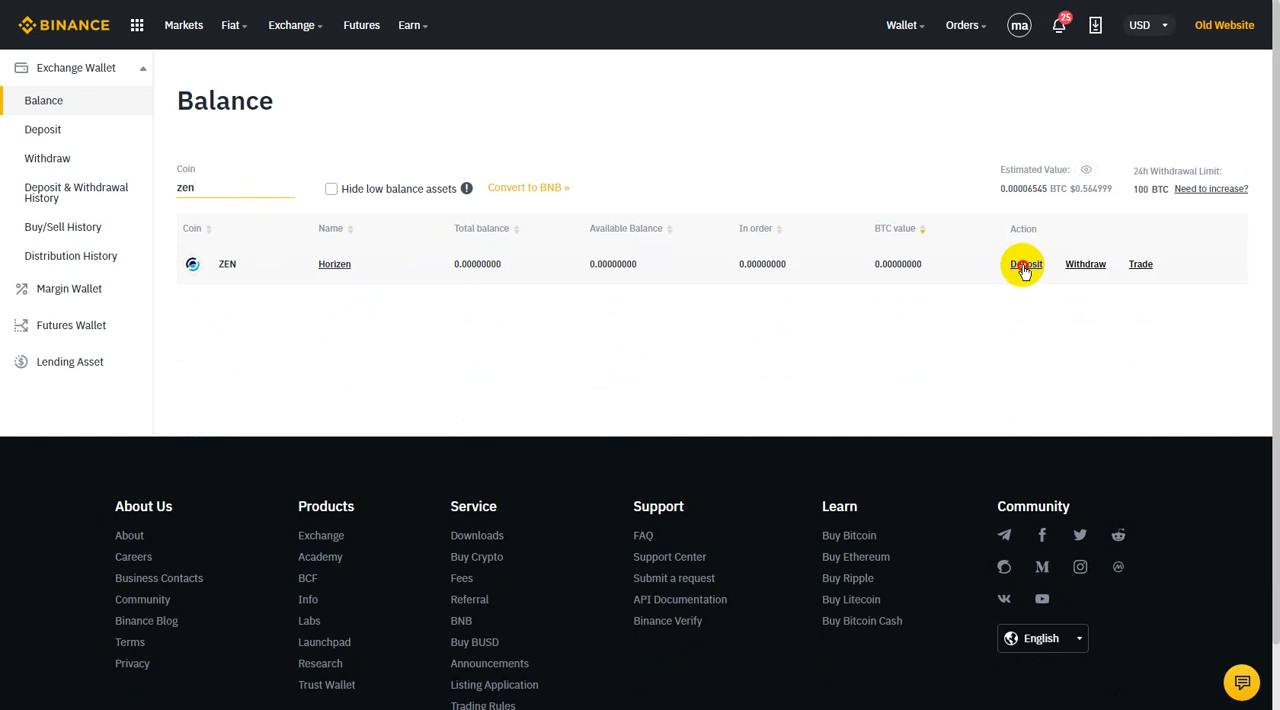 BINANCE Markets Fiat Exchange Futures Earn Wallet Orders ma 25 USD Old Website
Exchange Wallet
Balance
Deposit
Withdraw
Deposit & Withdrawal
History
Buy/Sell History
Distribution History
Margin Wallet
Futures Wallet
Lending Asset
Balance
Coin
zen
Hide low balance assets Convert to BNB »
Estimated Value:
0.00006545 BTC $0.564999
24h Withdrawal Limit:
100 BTC Need to increase?
Coin Name Total balance Available Balance In order BTC value Action
ZEN Horizen 0.00000000 0.00000000 0.00000000 0.00000000 Deposit Withdraw Trade
About Us
About
Careers
Business Contacts
Community
Binance Blog
Terms
Privacy
Products
Exchange
Academy
BCF
Info
Labs
Launchpad
Research
Trust Wallet
Service
Downloads
Buy Crypto
Fees
Referral
BNB
Buy BUSD
Announcements
Listing Application
Trading Rules
Support
FAQ
Support Center
Submit a request
API Documentation
Binance Verify
Learn
Buy Bitcoin
Buy Ethereum
Buy Ripple
Buy Litecoin
Buy Bitcoin Cash
Community
English